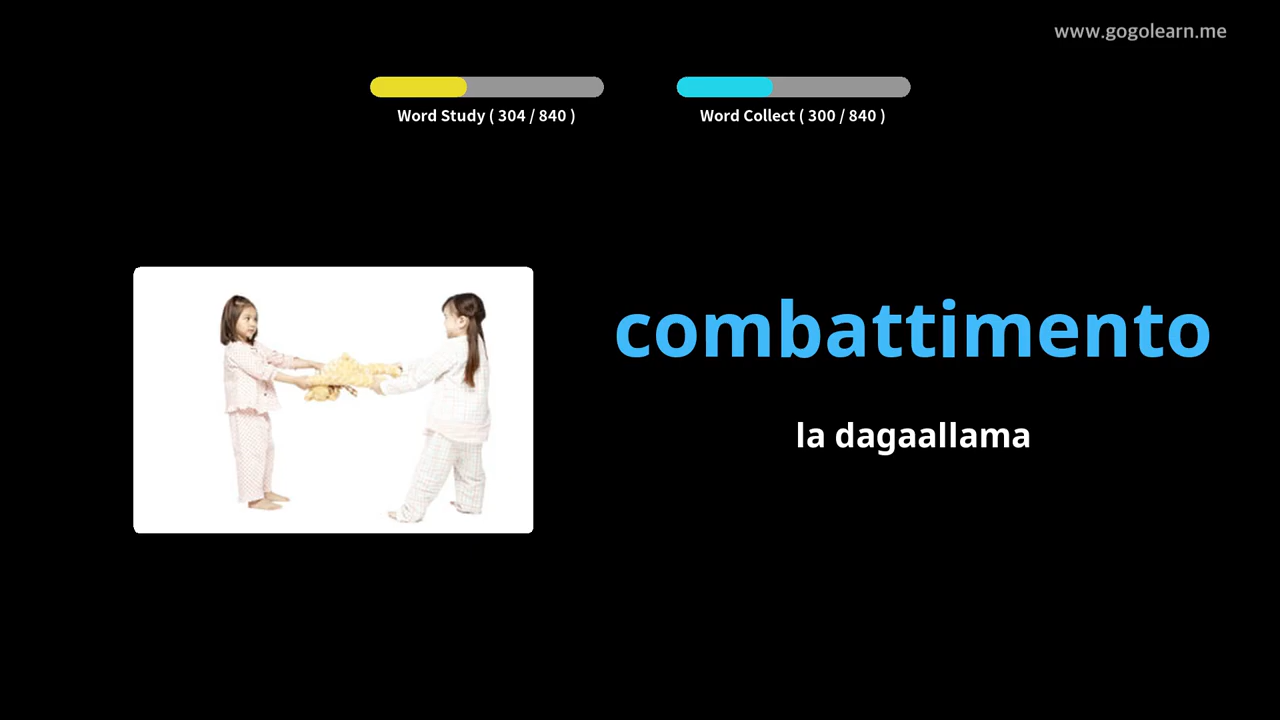 www.gogolearn.me
Word Study ( 304 / 840 )
Word Collect ( 300 / 840 )
combattimento
la dagaallama